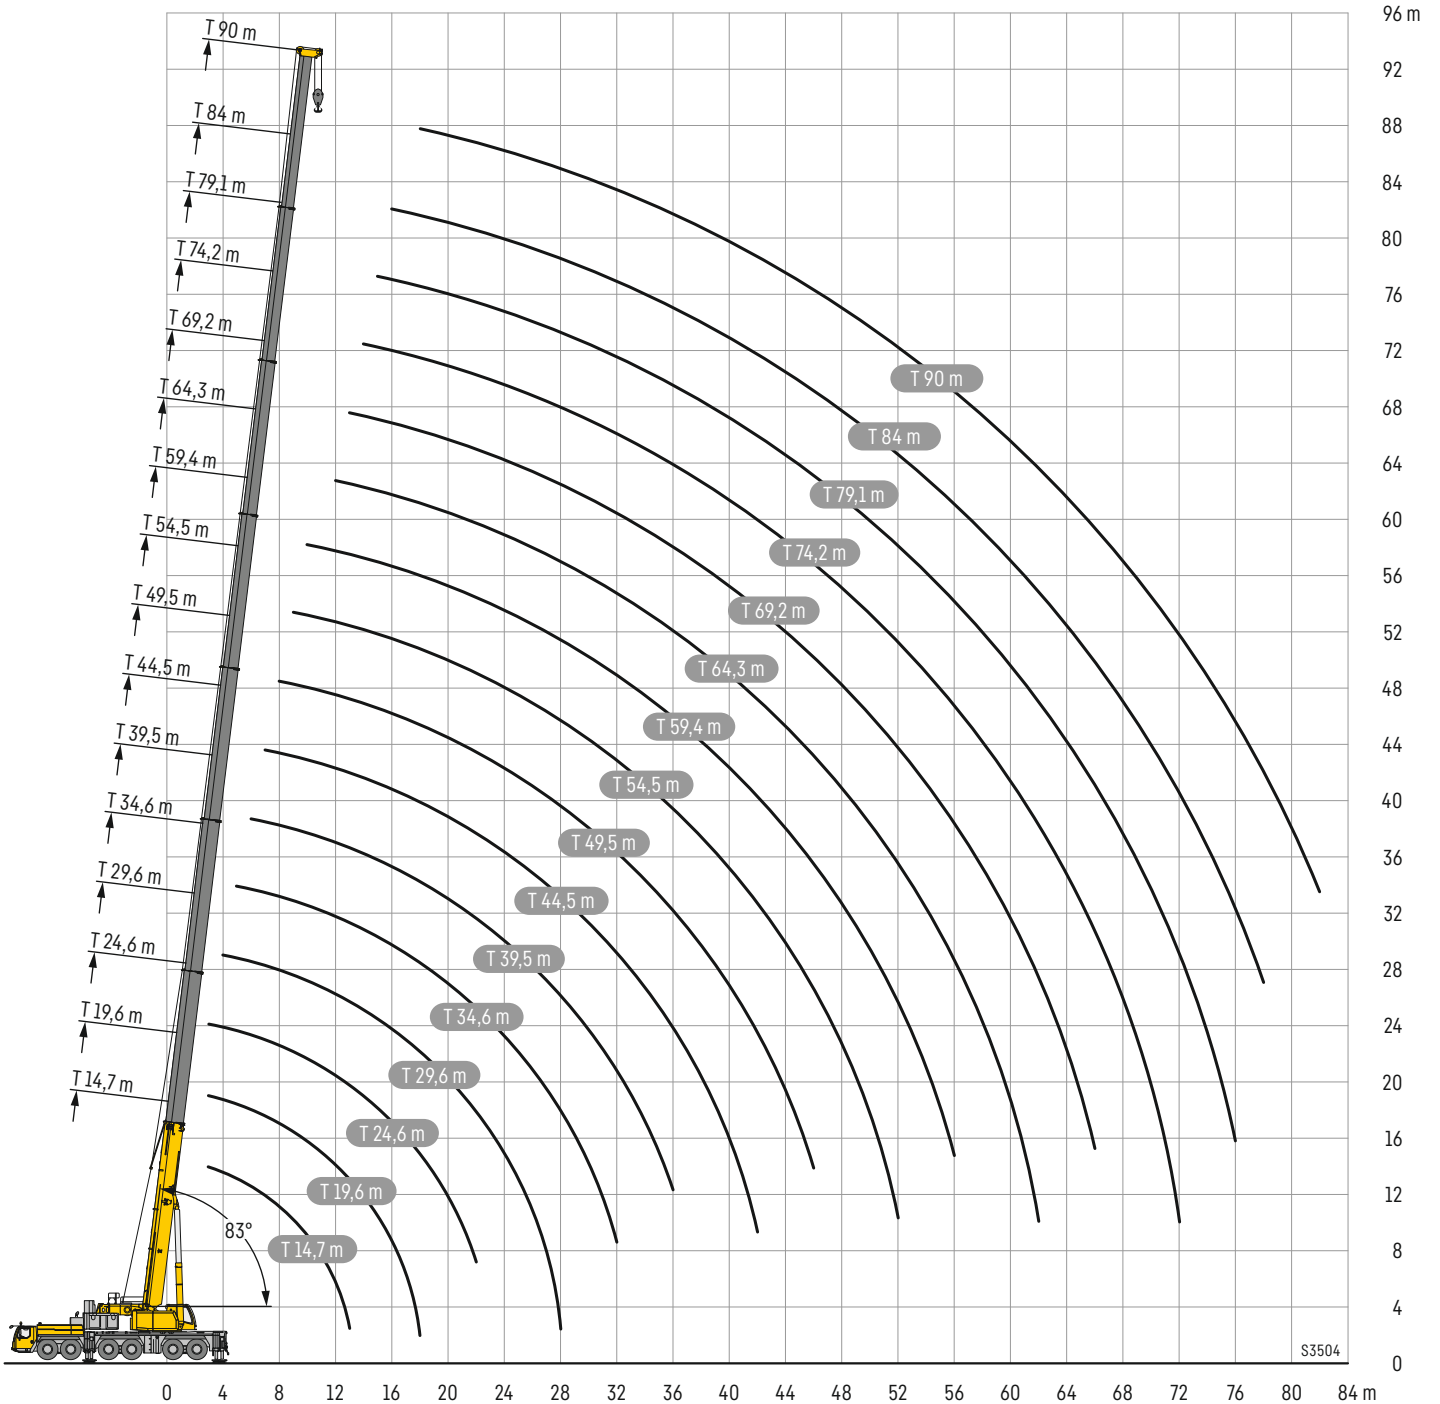 96 m
T 90 m
92
T 84 m
88
T 79,1 m
84
T 74,2 m
80
T 69,2 m
76
T 64,3 m
72
T 90 m
T 59,4 m
68
T 84 m
T 54,5 m
64
T 79,1 m
T 49,5 m
60
T 74,2 m
T 44,5 m
56
T 69,2 m
T 39,5 m
52
T 64,3 m
T 34,6 m
48
T 59,4 m
T 29,6 m
44
T 54,5 m
T 24,6 m
40
T 49,5 m
T 19,6 m
36
T 44,5 m
T 14,7 m
32
T 39,5 m
28
T 34,6 m
24
T 29,6 m
20
T 24,6 m
16
T 19,6 m
12
83°
T 14,7 m
8
4
S3504
0
0 4 8 12 16 20 24 28 32 36 40 44 48 52 56 60 64 68 72 76 80 84 m